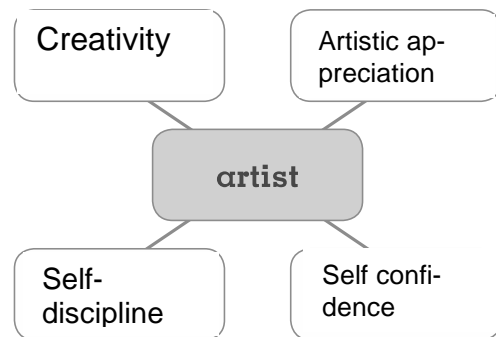 Creativity
Artistic ap-
preciation
artist
Self-
discipline
Self confi-
dence